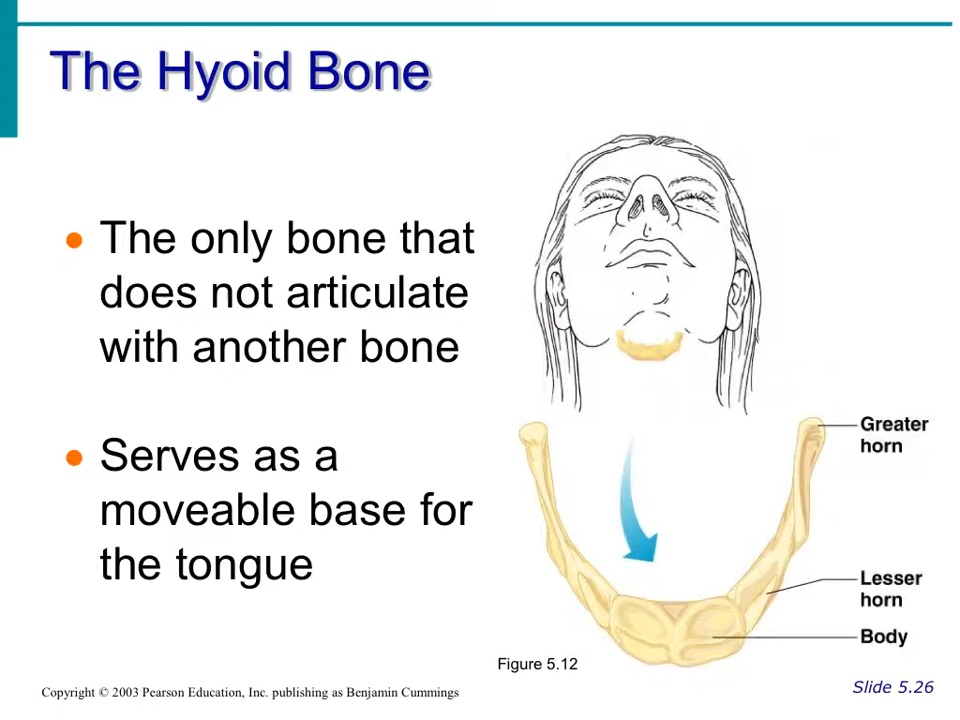 The Hyoid Bone
• The only bone that
does not articulate
with another bone
• Serves as a
moveable base for
the tongue
Greater
horn
Lesser
horn
Body
Figure 5.12
Copyright © 2003 Pearson Education, Inc. publishing as Benjamin Cummings
Slide 5.26